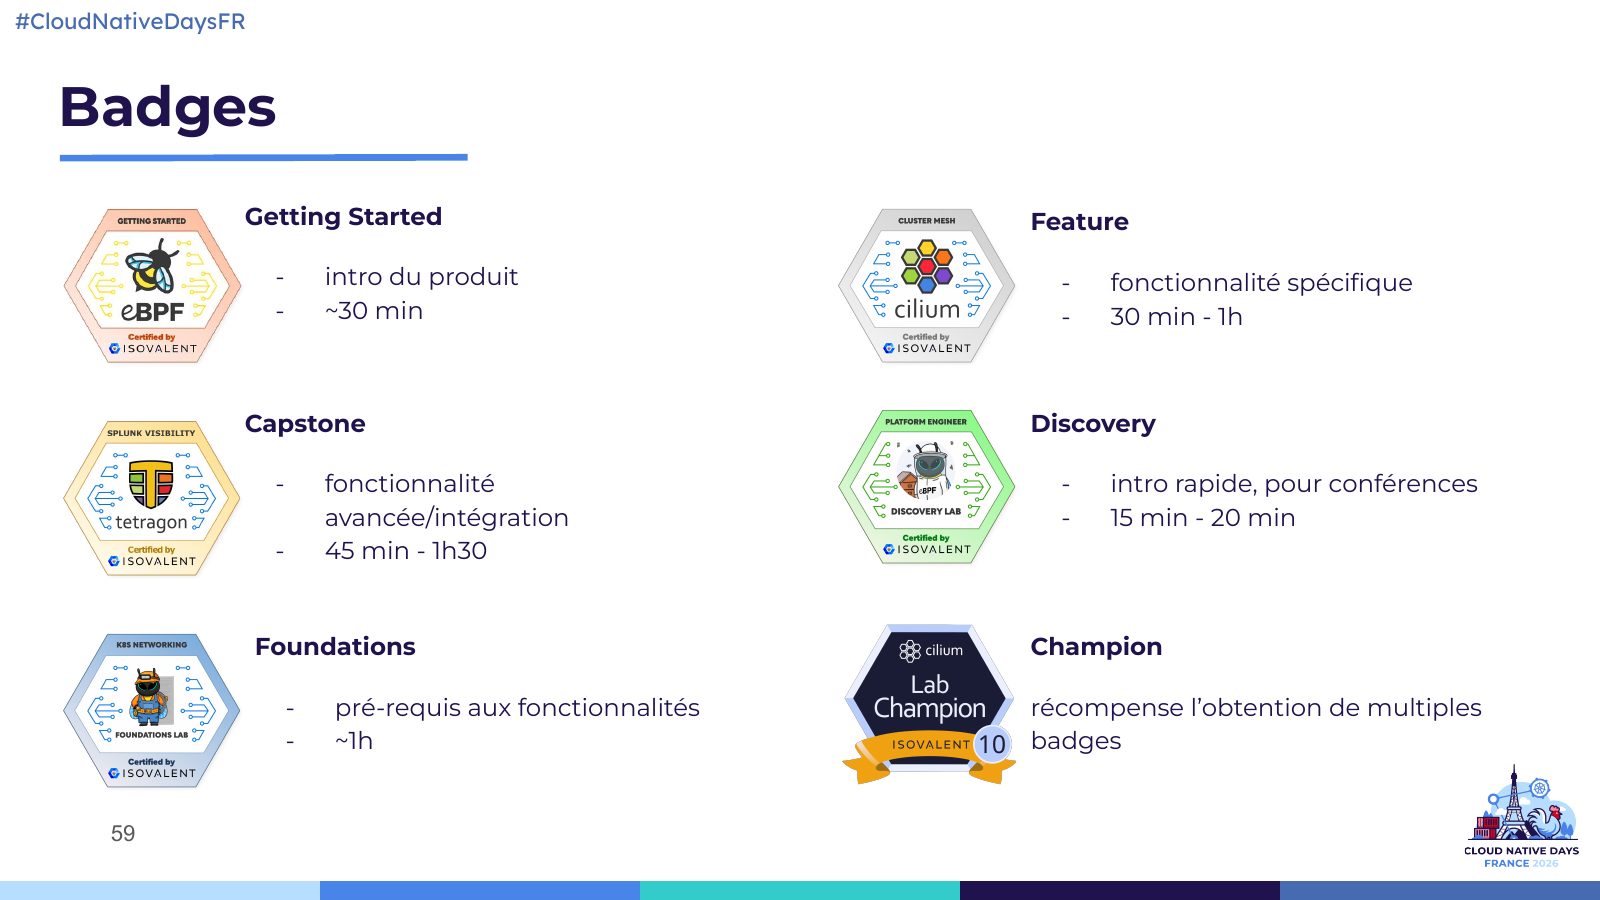 #CloudNativeDaysFR
Badges
GETTING STARTED
eBPF
Certified by
ISOVALENT
Getting Started
- intro du produit
- ~30 min
CLUSTER MESH
cilium
Certified by
ISOVALENT
Feature
- fonctionnalité spécifique
- 30 min - 1h
SPLUNK VISIBILITY
tetragon
Certified by
ISOVALENT
Capstone
- fonctionnalité
avancée/intégration
- 45 min - 1h30
PLATFORM ENGINEER
eBPF
DISCOVERY LAB
Certified by
ISOVALENT
Discovery
- intro rapide, pour conférences
- 15 min - 20 min
K8S NETWORKING
FOUNDATIONS LAB
Certified by
ISOVALENT
Foundations
- pré-requis aux fonctionnalités
- ~1h
cilium
Lab
Champion
ISOVALENT 10
Champion
récompense l’obtention de multiples
badges
59
CLOUD NATIVE DAYS
FRANCE 2026